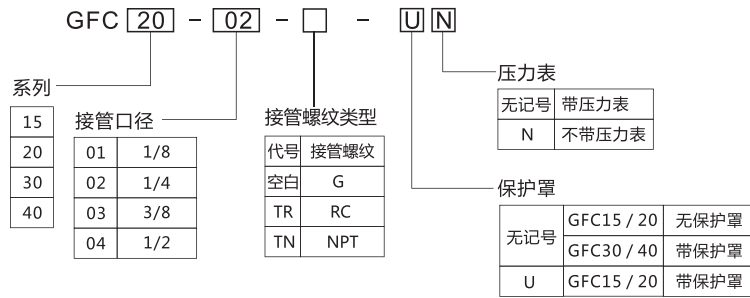 GFC 20 - 02 - □ - U N
系列
15
20
30
40
接管口径
01 1/8
02 1/4
03 3/8
04 1/2
接管螺纹类型
代号 接管螺纹
空白 G
TR RC
TN NPT
压力表
无记号 带压力表
N 不带压力表
保护罩
无记号 GFC15 / 20 无保护罩
GFC30 / 40 带保护罩
U GFC15 / 20 带保护罩